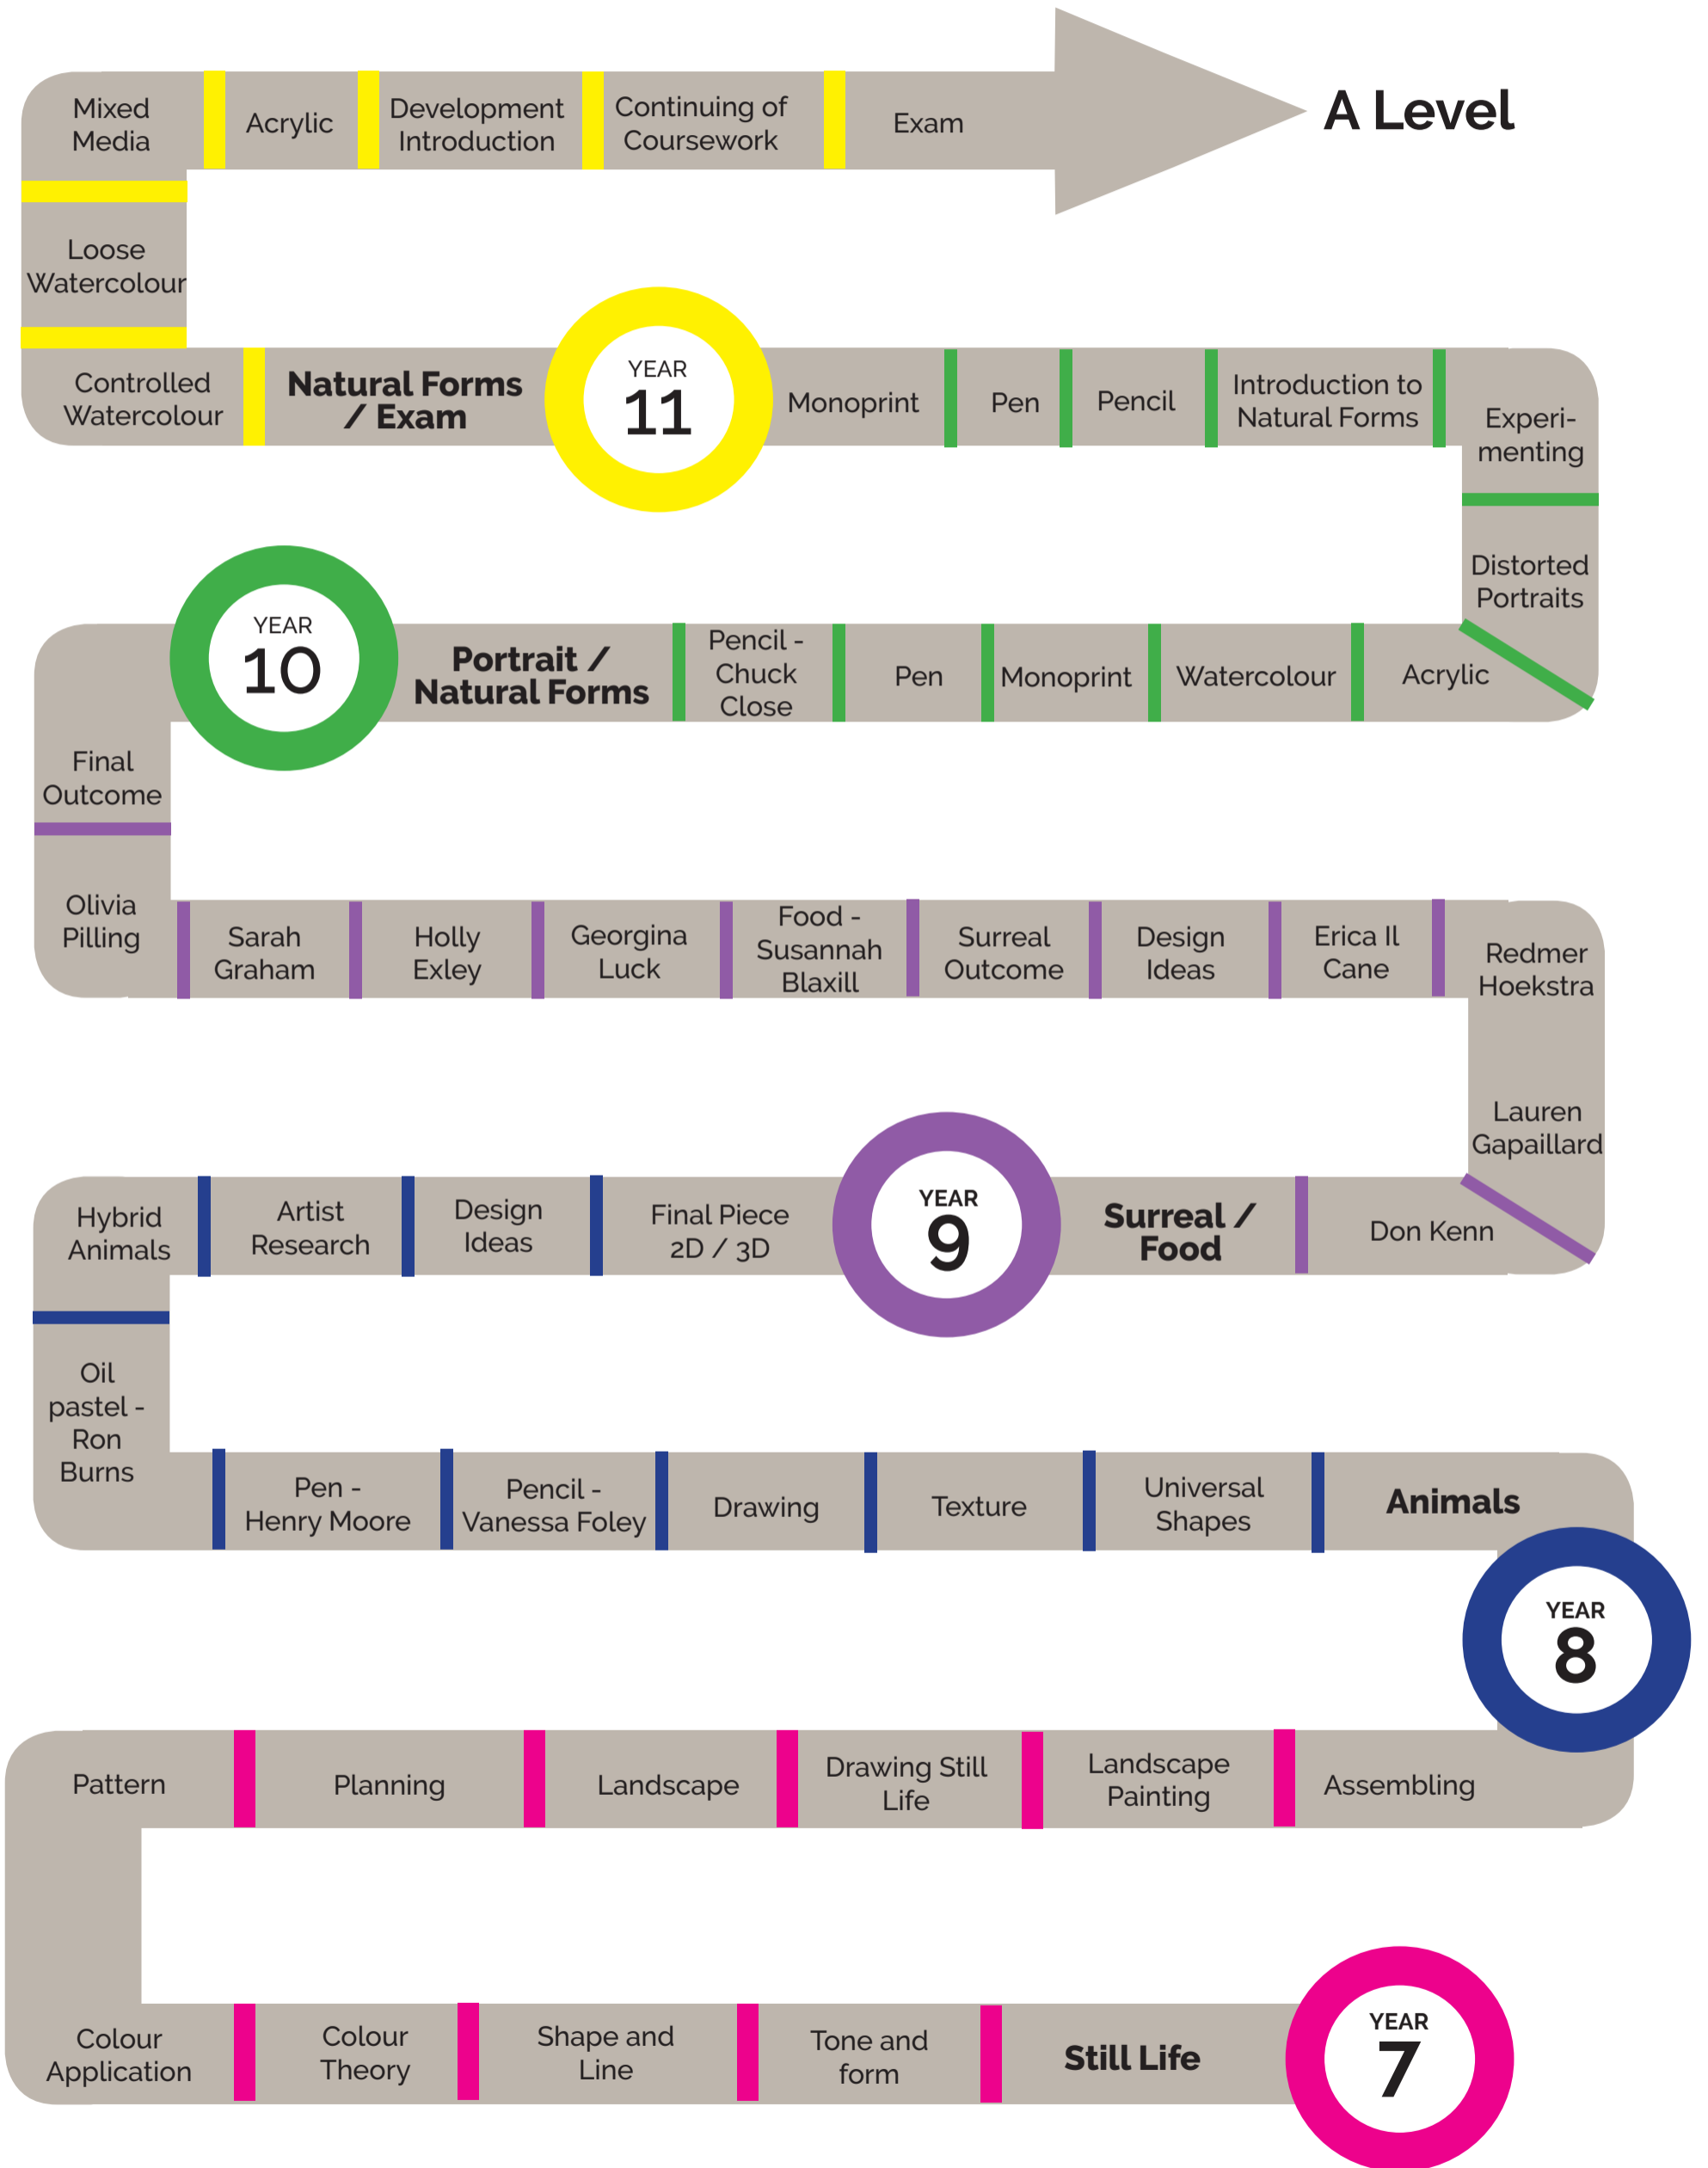 Mixed
Media
Acrylic
Development
Introduction
Continuing of
Coursework
Exam
A Level
Loose
Watercolour
Controlled
Watercolour
Natural Forms
/ Exam
YEAR
11
Monoprint
Pen
Pencil
Introduction to
Natural Forms
Experi-
menting
Distorted
Portraits
YEAR
10
Portrait /
Natural Forms
Pencil -
Chuck
Close
Pen
Monoprint
Watercolour
Acrylic
Final
Outcome
Olivia
Pilling
Sarah
Graham
Holly
Exley
Georgina
Luck
Food -
Susannah
Blaxill
Surreal
Outcome
Design
Ideas
Erica Il
Cane
Redmer
Hoekstra
Lauren
Gapaillard
Hybrid
Animals
Artist
Research
Design
Ideas
Final Piece
2D / 3D
YEAR
9
Surreal /
Food
Don Kenn
Oil
pastel -
Ron
Burns
Pen -
Henry Moore
Pencil -
Vanessa Foley
Drawing
Texture
Universal
Shapes
Animals
YEAR
8
Pattern
Planning
Landscape
Drawing Still
Life
Landscape
Painting
Assembling
Colour
Application
Colour
Theory
Shape and
Line
Tone and
form
Still Life
YEAR
7